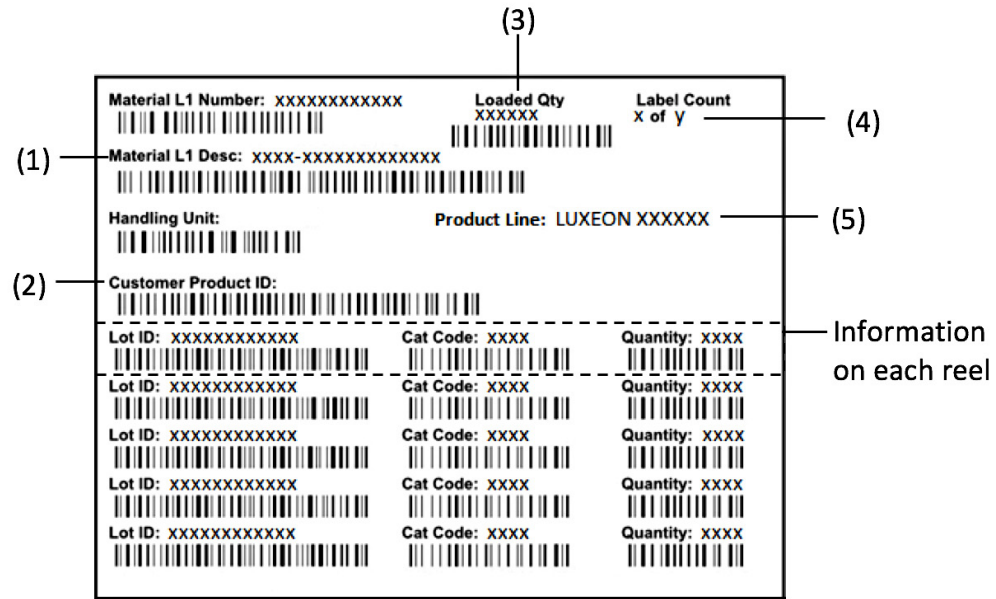 (3)
Material L1 Number: XXXXXXXXXXXX Loaded Qty Label Count
XXXXXX x of y
(4)
(1) Material L1 Desc: XXXX-XXXXXXXXXXXXX
Handling Unit: Product Line: LUXEON XXXXXX (5)
(2) Customer Product ID:
Lot ID: XXXXXXXXXXXX Cat Code: XXXX Quantity: XXXX Information
on each reel
Lot ID: XXXXXXXXXXXX Cat Code: XXXX Quantity: XXXX
Lot ID: XXXXXXXXXXXX Cat Code: XXXX Quantity: XXXX
Lot ID: XXXXXXXXXXXX Cat Code: XXXX Quantity: XXXX
Lot ID: XXXXXXXXXXXX Cat Code: XXXX Quantity: XXXX